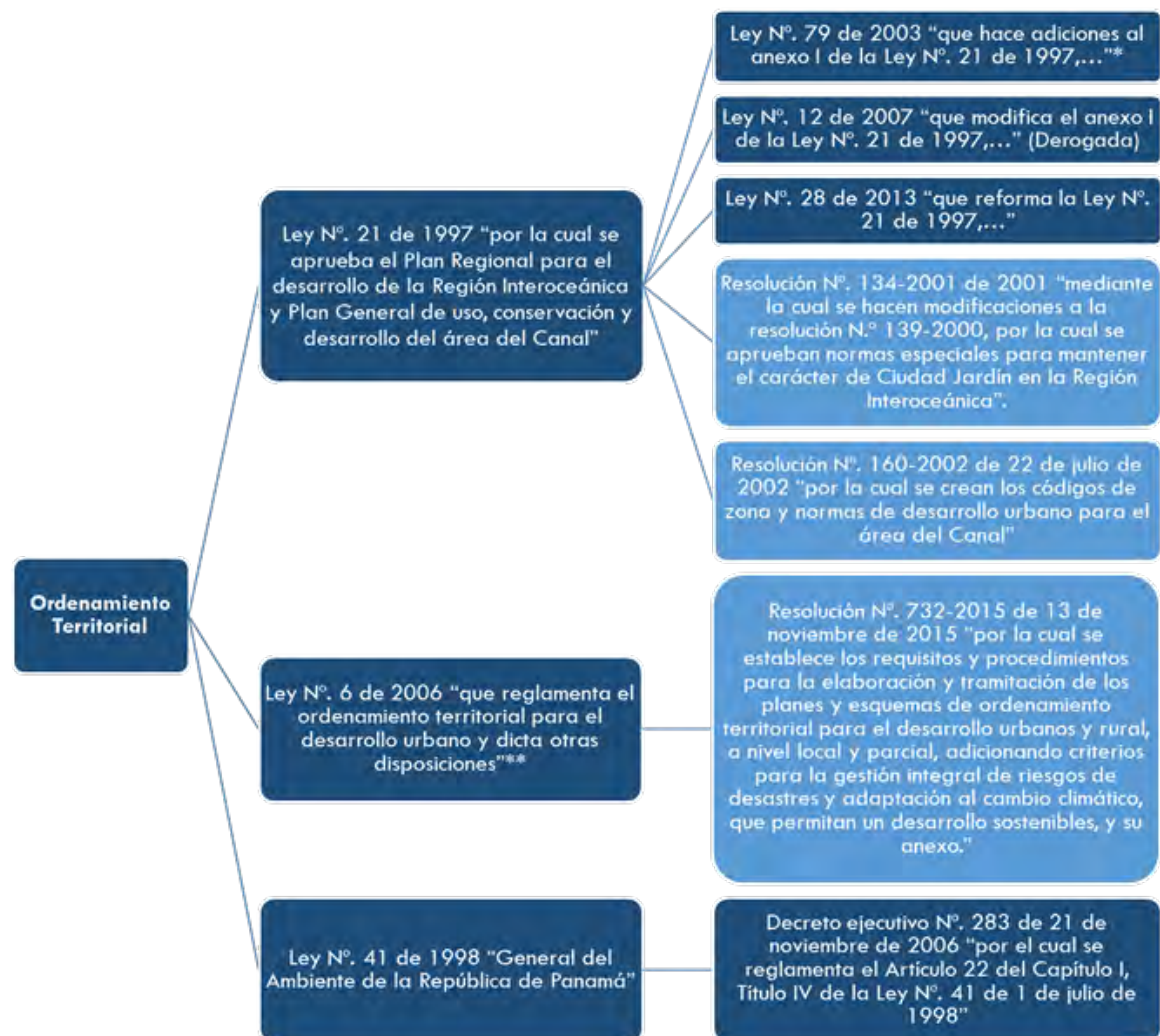 Ordenamiento
Territorial
Ley Nº. 21 de 1997 “por la cual se
aprueba el Plan Regional para el
desarrollo de la Región Interoceánica
y Plan General de uso, conservación y
desarrollo del área del Canal”
Ley Nº. 79 de 2003 “que hace adiciones al
anexo I de la Ley Nº. 21 de 1997,…”*
Ley Nº. 12 de 2007 “que modifica el anexo I
de la Ley Nº. 21 de 1997,…” (Derogada)
Ley Nº. 28 de 2013 “que reforma la Ley Nº.
21 de 1997,…”
Resolución Nº. 134-2001 de 2001 “mediante
la cual se hacen modificaciones a la
resolución N.° 139-2000, por la cual se
aprueban normas especiales para mantener
el carácter de Ciudad Jardín en la Región
Interoceánica”.
Resolución Nº. 160-2002 de 22 de julio de
2002 “por la cual se crean los códigos de
zona y normas de desarrollo urbano para el
área del Canal”
Ley Nº. 6 de 2006 “que reglamenta el
ordenamiento territorial para el
desarrollo urbano y dicta otras
disposiciones”**
Resolución Nº. 732-2015 de 13 de
noviembre de 2015 “por la cual se
establece los requisitos y procedimientos
para la elaboración y tramitación de los
planes y esquemas de ordenamiento
territorial para el desarrollo urbanos y rural,
a nivel local y parcial, adicionando criterios
para la gestión integral de riesgos de
desastres y adaptación al cambio climático,
que permitan un desarrollo sostenibles, y su
anexo.”
Ley Nº. 41 de 1998 “General del
Ambiente de la República de Panamá”
Decreto ejecutivo Nº. 283 de 21 de
noviembre de 2006 “por el cual se
reglamenta el Artículo 22 del Capítulo I,
Título IV de la Ley Nº. 41 de 1 de julio de
1998”